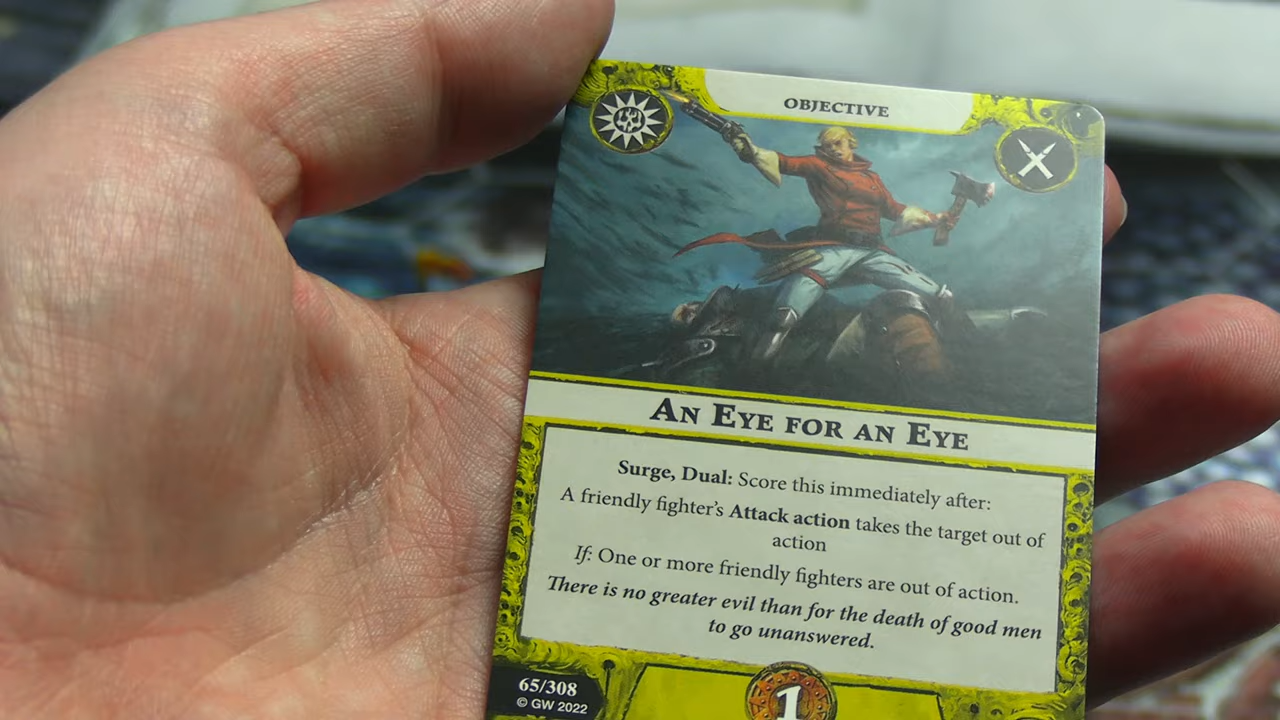 OBJECTIVE
AN EYE FOR AN EYE
Surge, Dual: Score this immediately after:
A friendly fighter's Attack action takes the target out of
action
If: One or more friendly fighters are out of action.
There is no greater evil than for the death of good men
to go unanswered.
65/308
© GW 2022
1